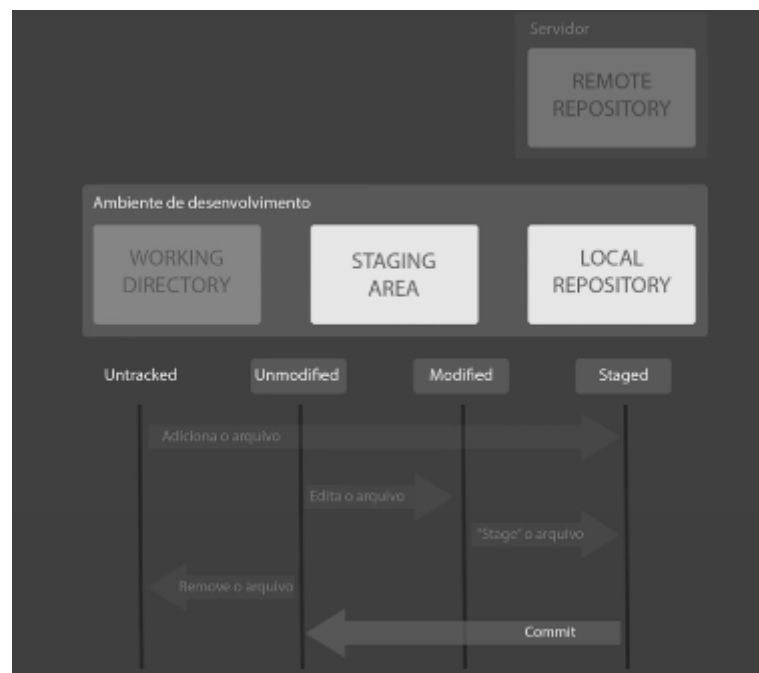 Servidor
REMOTE
REPOSITORY
Ambiente de desenvolvimento
WORKING
DIRECTORY
STAGING
AREA
LOCAL
REPOSITORY
Untracked
Unmodified
Modified
Staged
Adiciona o arquivo
Edita o arquivo
"Stage" o arquivo
Remove o arquivo
Commit